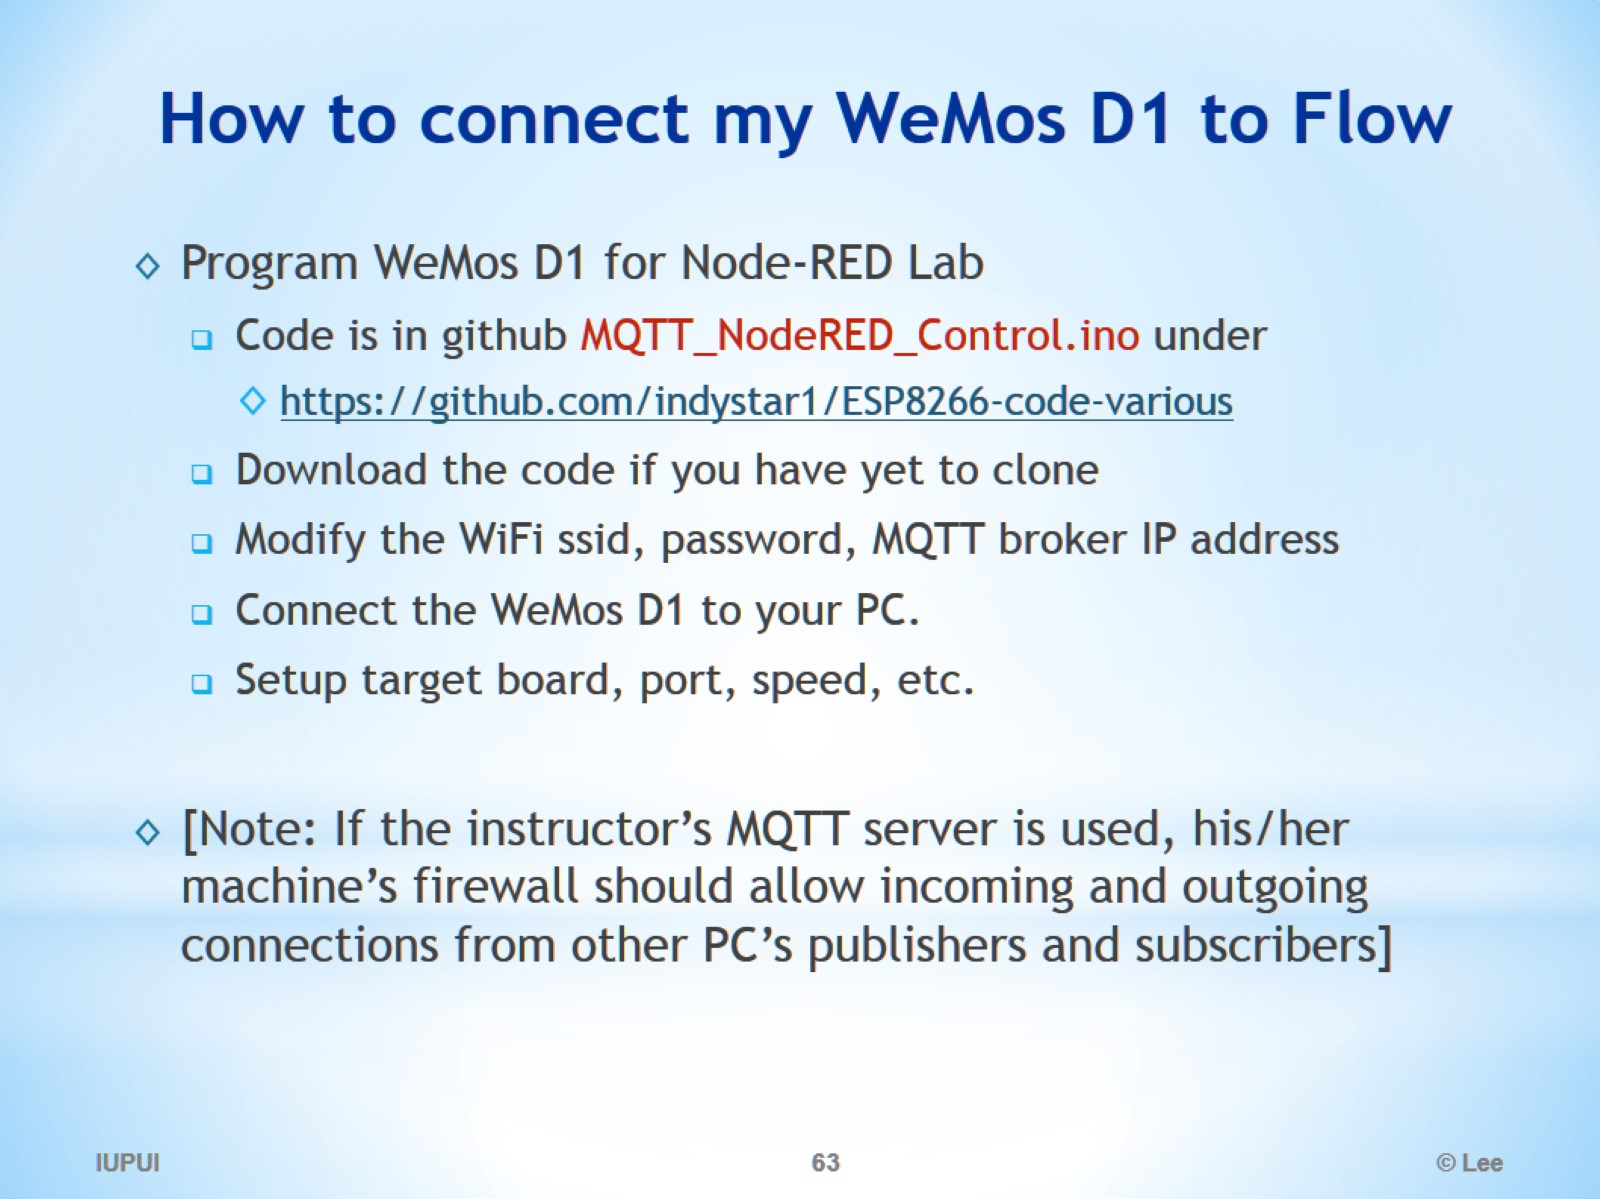 How to connect my WeMos D1 to Flow
Program WeMos D1 for Node-RED Lab
Code is in github MQTT_NodeRED_Control.ino under
https://github.com/indystar1/ESP8266-code-various
Download the code if you have yet to clone
Modify the WiFi ssid, password, MQTT broker IP address
Connect the WeMos D1 to your PC.
Setup target board, port, speed, etc.
[Note: If the instructor’s MQTT server is used, his/her
machine’s firewall should allow incoming and outgoing
connections from other PC’s publishers and subscribers]
IUPUI
63
© Lee